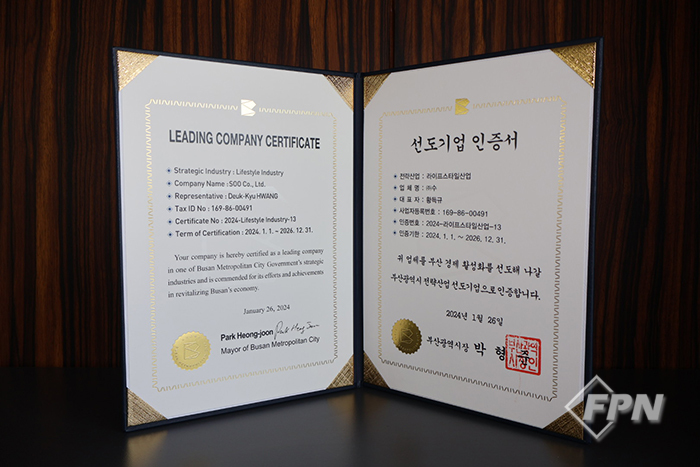 LEADING COMPANY CERTIFICATE
Strategic Industry : Lifestyle Industry
Company Name : SOO Co., Ltd.
Representative : Deuk-Kyu HWANG
Tax ID No : 169-86-00491
Certificate No : 2024-Lifestyle Industry-13
Term of Certification : 2024. 1. 1. ~ 2026. 12. 31.
Your company is hereby certified as a leading company
in one of Busan Metropolitan City Government's strategic
industries and is commended for its efforts and achievements
in revitalizing Busan's economy.
January 26, 2024
Park Heong-joon Park Heong Joon
Mayor of Busan Metropolitan City
선도기업 인증서
전략산업 : 라이프스타일산업
업 체 명 : ㈜수
대 표 자 : 황득규
사업자등록번호 : 169-86-00491
인증번호 : 2024-라이프스타일산업-13
인증기한 : 2024. 1. 1. ~ 2026. 12. 31.
위 업체를 부산 경제 활성화를 선도해 나갈
부산광역시 전략산업 선도기업으로 인증합니다.
2024년 1월 26일
부산광역시장 박 형 준
FPN